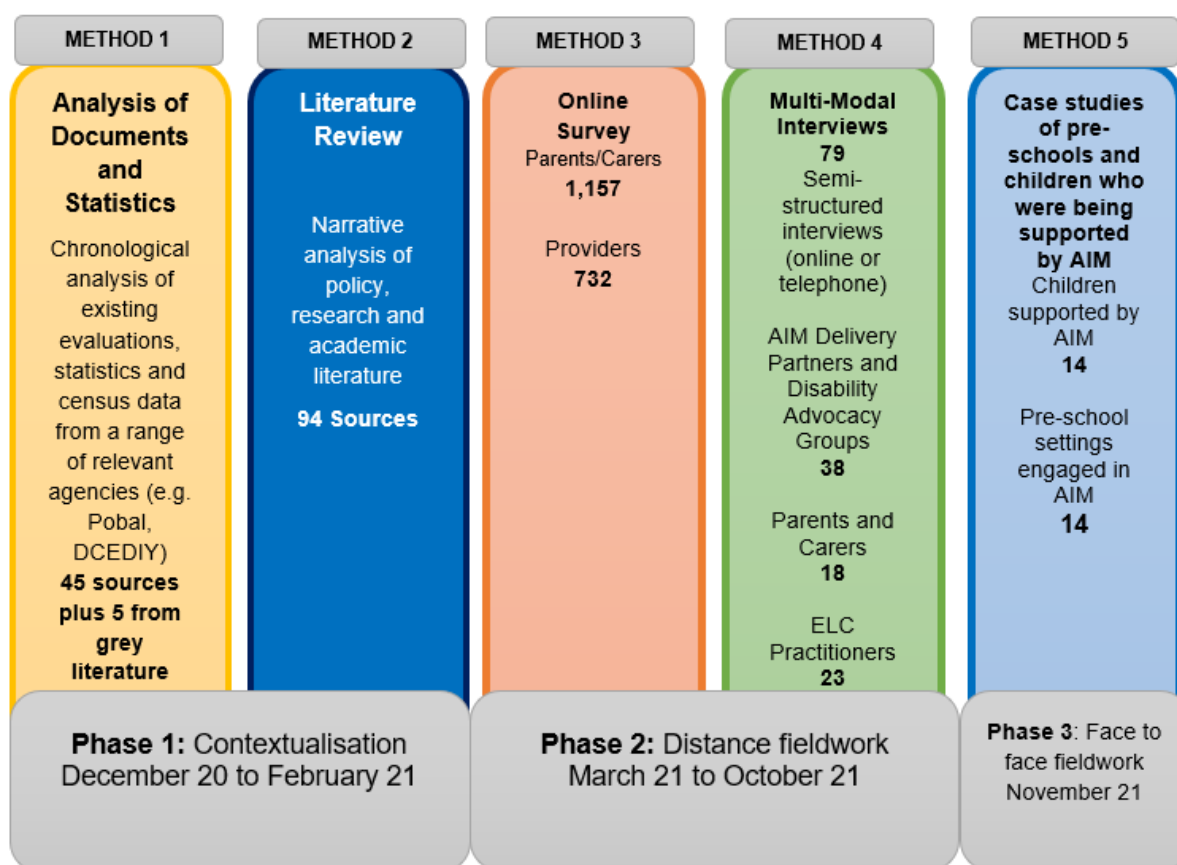 METHOD 1
Analysis of
Documents
and
Statistics
Chronological
analysis of
existing
evaluations,
statistics and
census data
from a range
of relevant
agencies (e.g.
Pobal,
DCEDIY)
45 sources
plus 5 from
grey
literature
METHOD 2
Literature
Review
Narrative
analysis of
policy,
research and
academic
literature
94 Sources
METHOD 3
Online
Survey
Parents/Carers
1,157
Providers
732
METHOD 4
Multi-Modal
Interviews
79
Semi-
structured
interviews
(online or
telephone)
AIM Delivery
Partners and
Disability
Advocacy
Groups
38
Parents and
Carers
18
ELC
Practitioners
23
METHOD 5
Case studies
of pre-
schools and
children who
were being
supported
by AIM
Children
supported by
AIM
14
Pre-school
settings
engaged in
AIM
14
Phase 1: Contextualisation
December 20 to February 21
Phase 2: Distance fieldwork
March 21 to October 21
Phase 3: Face to
face fieldwork
November 21